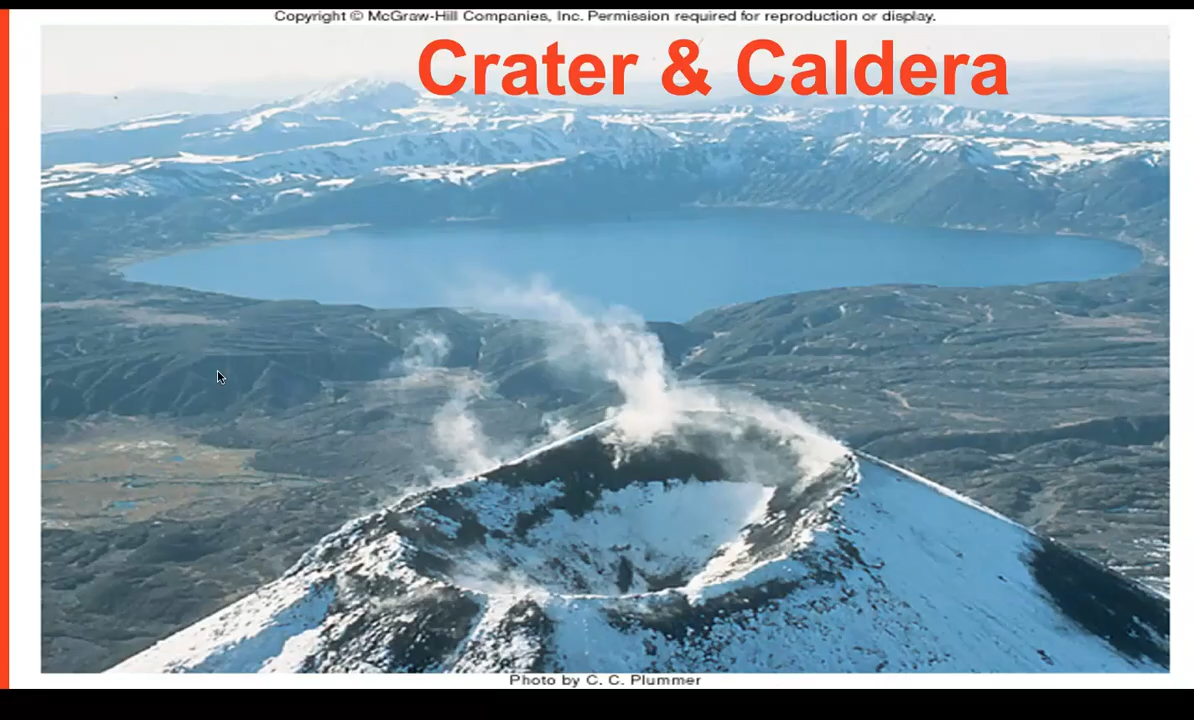 Copyright © McGraw-Hill Companies, Inc. Permission required for reproduction or display.
Crater & Caldera
Photo by C. C. Plummer